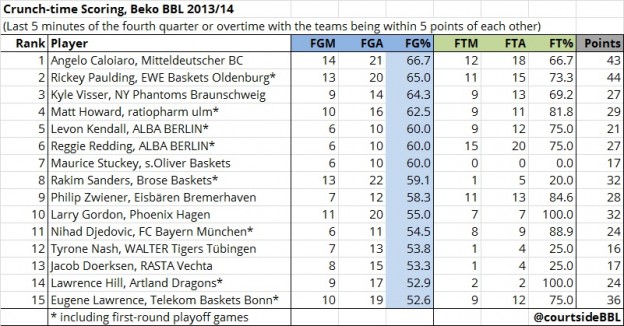 Crunch-time Scoring, Beko BBL 2013/14
(Last 5 minutes of the fourth quarter or overtime with the teams being within 5 points of each other)
Rank Player FGM FGA FG% FTM FTA FT% Points
1 Angelo Caloiaro, Mitteldeutscher BC 14 21 66.7 12 18 66.7 43
2 Rickey Paulding, EWE Baskets Oldenburg* 13 20 65.0 11 15 73.3 44
3 Kyle Visser, NY Phantoms Braunschweig 9 14 64.3 9 13 69.2 27
4 Matt Howard, ratiopharm ulm* 10 16 62.5 9 11 81.8 29
5 Levon Kendall, ALBA BERLIN* 6 10 60.0 9 12 75.0 21
6 Reggie Redding, ALBA BERLIN* 6 10 60.0 15 20 75.0 27
7 Maurice Stuckey, s.Oliver Baskets 6 10 60.0 0 0 0.0 17
8 Rakim Sanders, Brose Baskets* 13 22 59.1 1 5 20.0 32
9 Philip Zwiener, Eisbären Bremerhaven 7 12 58.3 11 13 84.6 28
10 Larry Gordon, Phoenix Hagen 11 20 55.0 7 7 100.0 32
11 Nihad Djedovic, FC Bayern München* 6 11 54.5 8 9 88.9 24
12 Tyrone Nash, WALTER Tigers Tübingen 7 13 53.8 1 4 25.0 16
13 Jacob Doerksen, RASTA Vechta 8 15 53.3 1 4 25.0 17
14 Lawrence Hill, Artland Dragons* 9 17 52.9 2 2 100.0 24
15 Eugene Lawrence, Telekom Baskets Bonn* 10 19 52.6 9 12 75.0 36
* including first-round playoff games @courtsideBBL